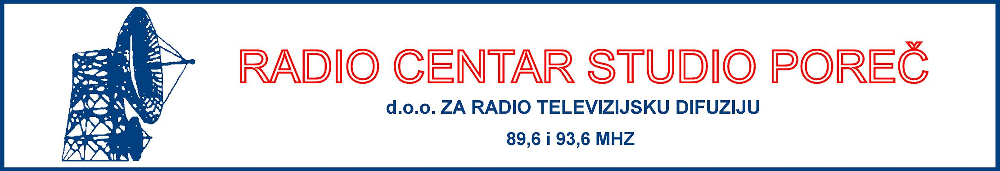 RADIO CENTAR STUDIO POREČ
d.o.o. ZA RADIO TELEVIZIJSKU DIFUZIJU
89,6 i 93,6 MHZ